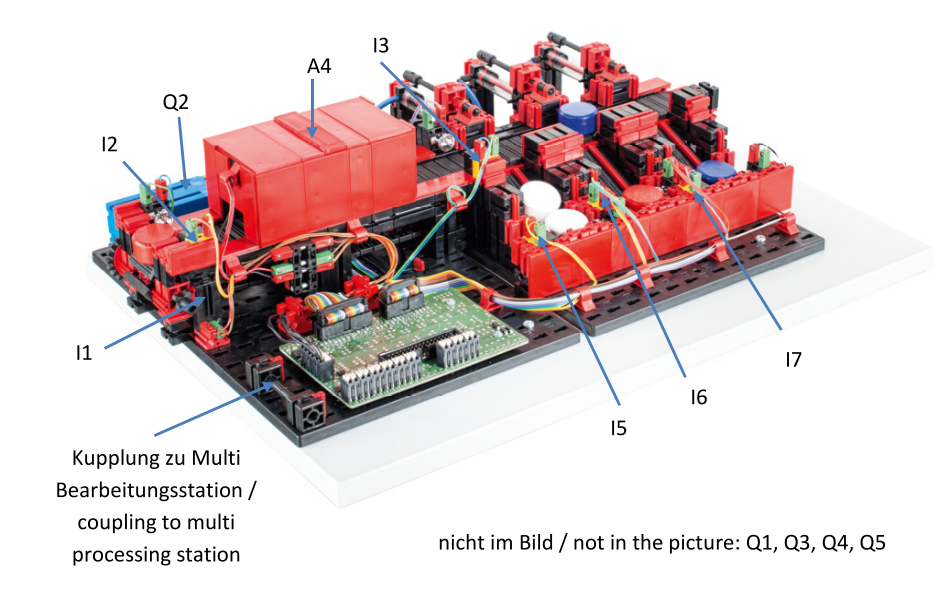 I3
A4
Q2
I2
I1
I7
I6
I5
Kupplung zu Multi
Bearbeitungsstation /
coupling to multi
processing station
nicht im Bild / not in the picture: Q1, Q3, Q4, Q5